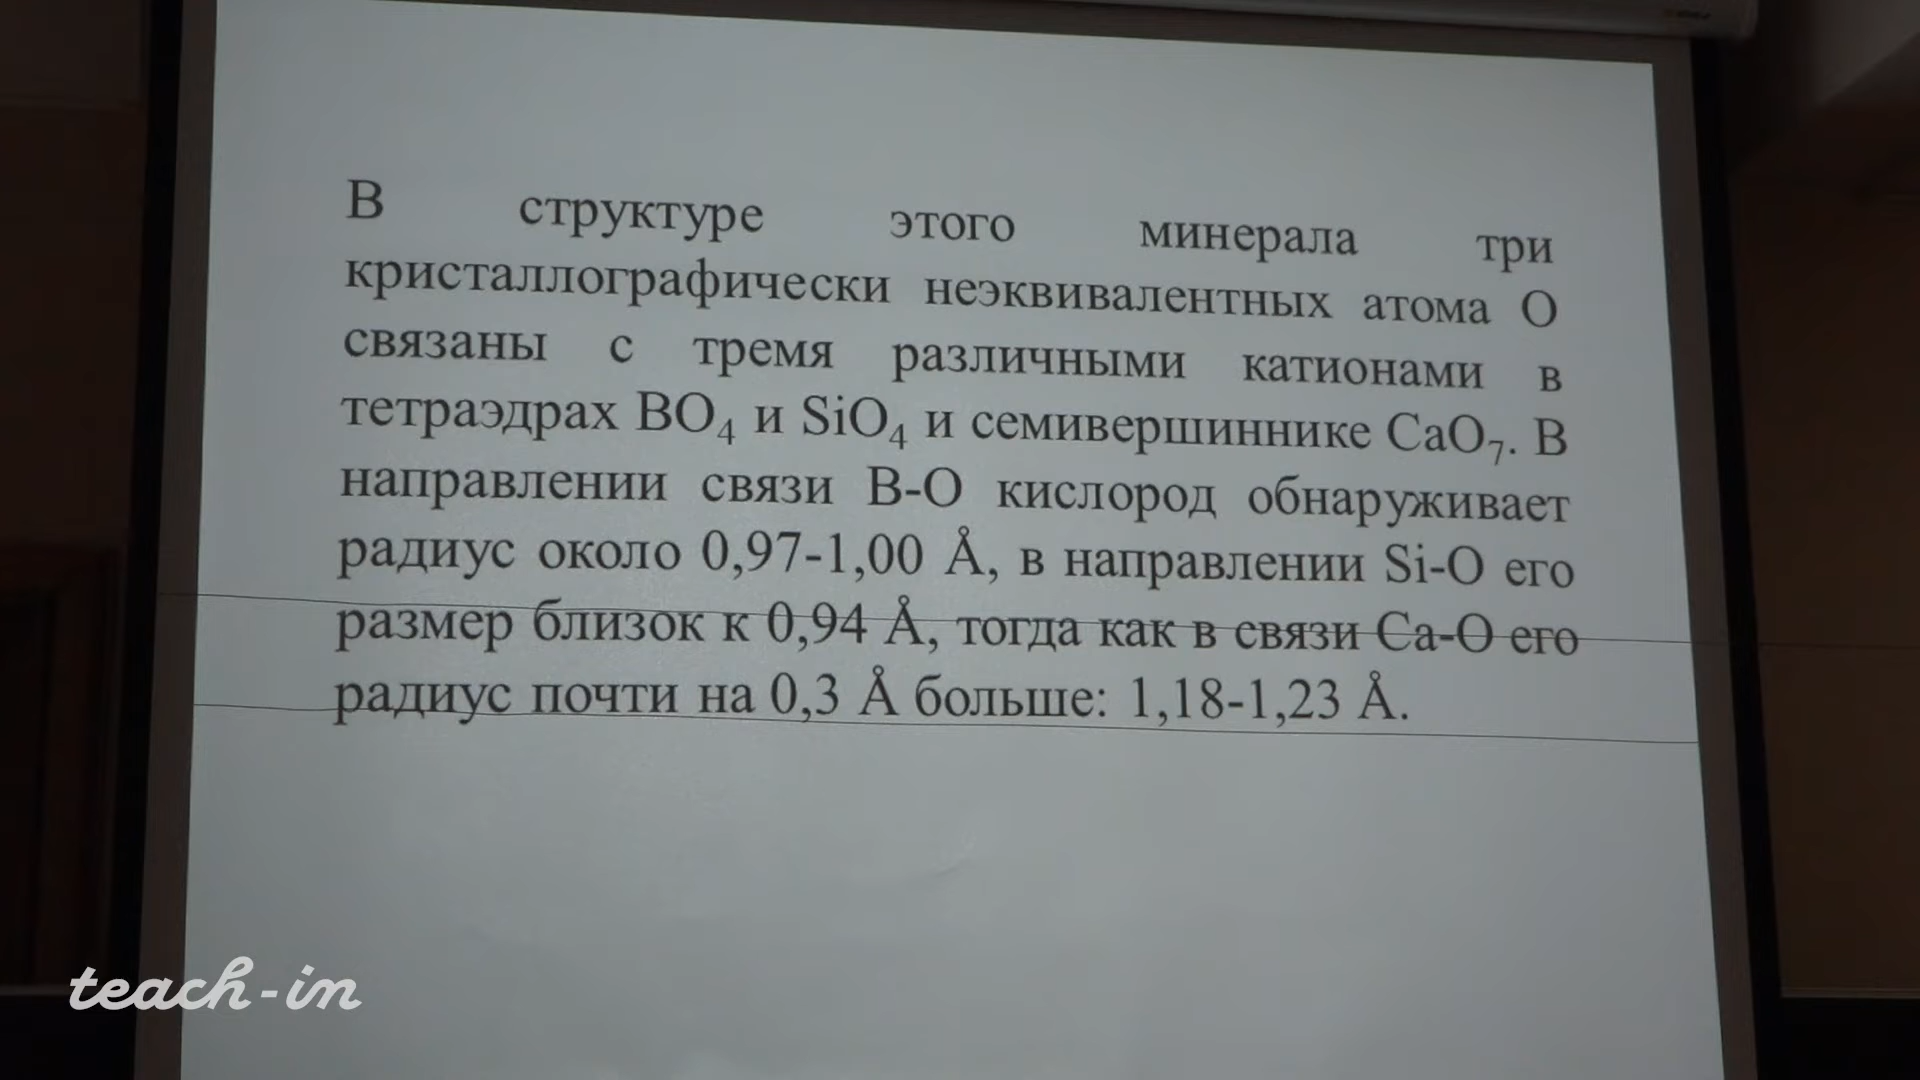 В структуре этого минерала три
кристаллографически неэквивалентных атома О
связаны с тремя различными катионами в
тетраэдрах BO₄ и SiO₄ и семивершиннике CaO₇. В
направлении связи B-O кислород обнаруживает
радиус около 0,97-1,00 Å, в направлении Si-O его
размер близок к 0,94 Å, тогда как в связи Ca-O его
радиус почти на 0,3 Å больше: 1,18-1,23 Å.
teach-in